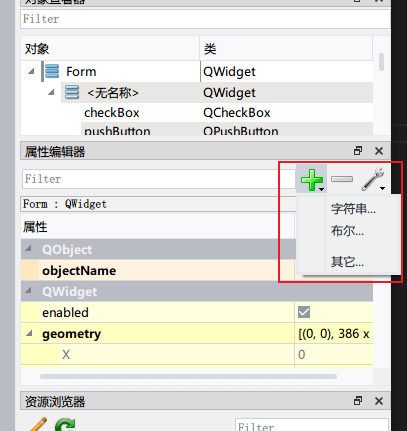 对象查看器
Filter
对象 类
Form QWidget
<无名称> QWidget
checkBox QCheckBox
pushButton QPushButton
属性编辑器
Filter
字符串...
Form : QWidget
布尔...
属性
QObject
其它...
objectName
QWidget
enabled
geometry [(0, 0), 386 x
X 0
资源浏览器
Filter